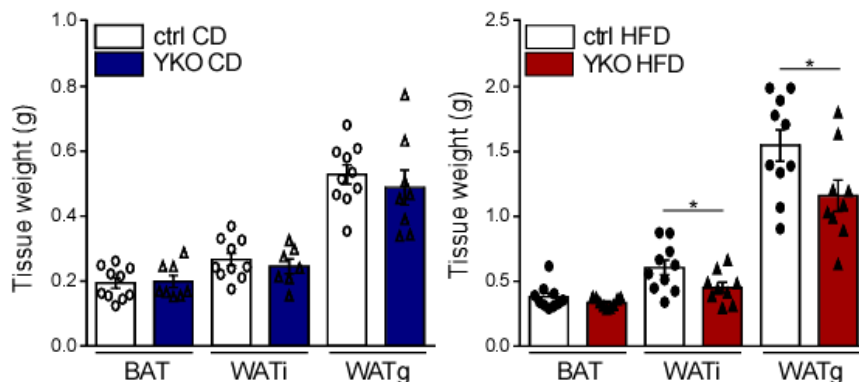 ctrl CD
YKO CD
Tissue weight (g)
1.0
0.8
0.6
0.4
0.2
0.0
BAT WATi WATg
ctrl HFD
YKO HFD
Tissue weight (g)
2.5
2.0
1.5
1.0
0.5
0.0
*
*
BAT WATi WATg